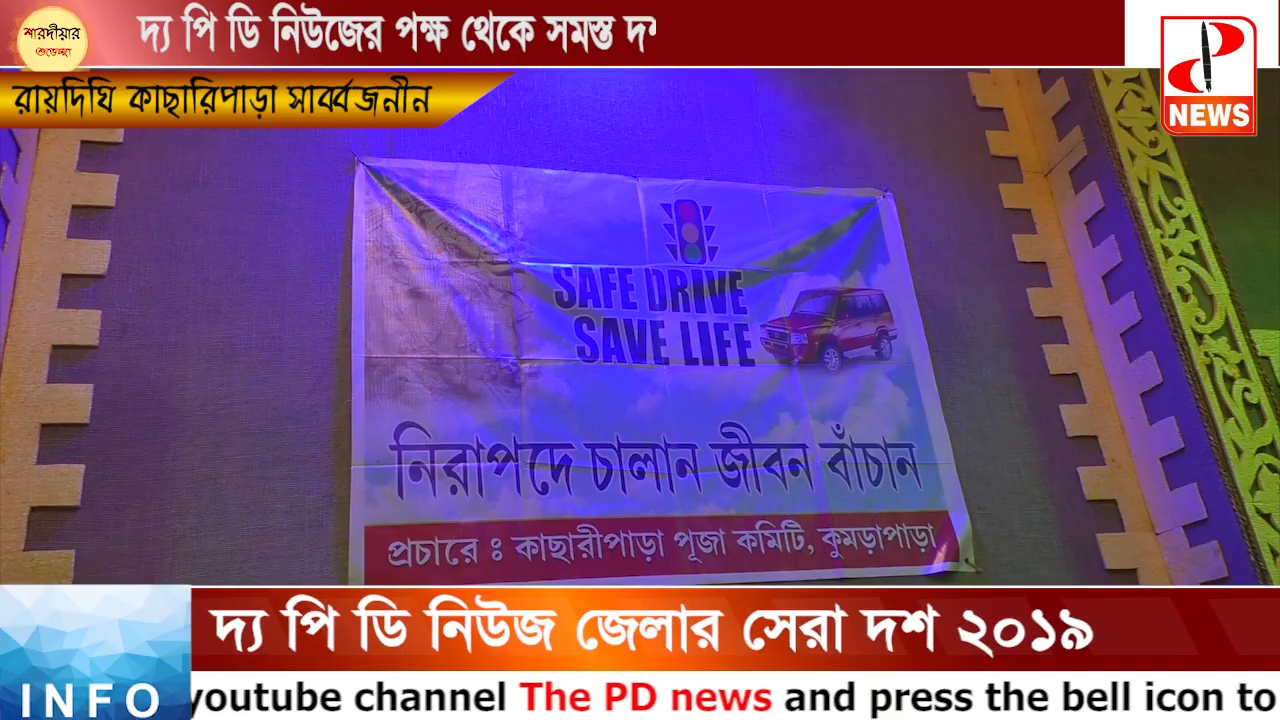 শারদীয়ার
শুভেচ্ছা
দ্য পি ডি নিউজের পক্ষ থেকে সমস্ত
NEWS
রায়দিঘি কাছারিপাড়া সার্ব্বজনীন
SAFE DRIVE
SAVE LIFE
নিরাপদে চালান জীবন বাঁচান
প্রচারে ঃ কাছারীপাড়া পূজা কমিটি, কুমড়াপাড়া
দ্য পি ডি নিউজ জেলার সেরা দশ ২০১৯
INFO
youtube channel The PD news and press the bell icon to